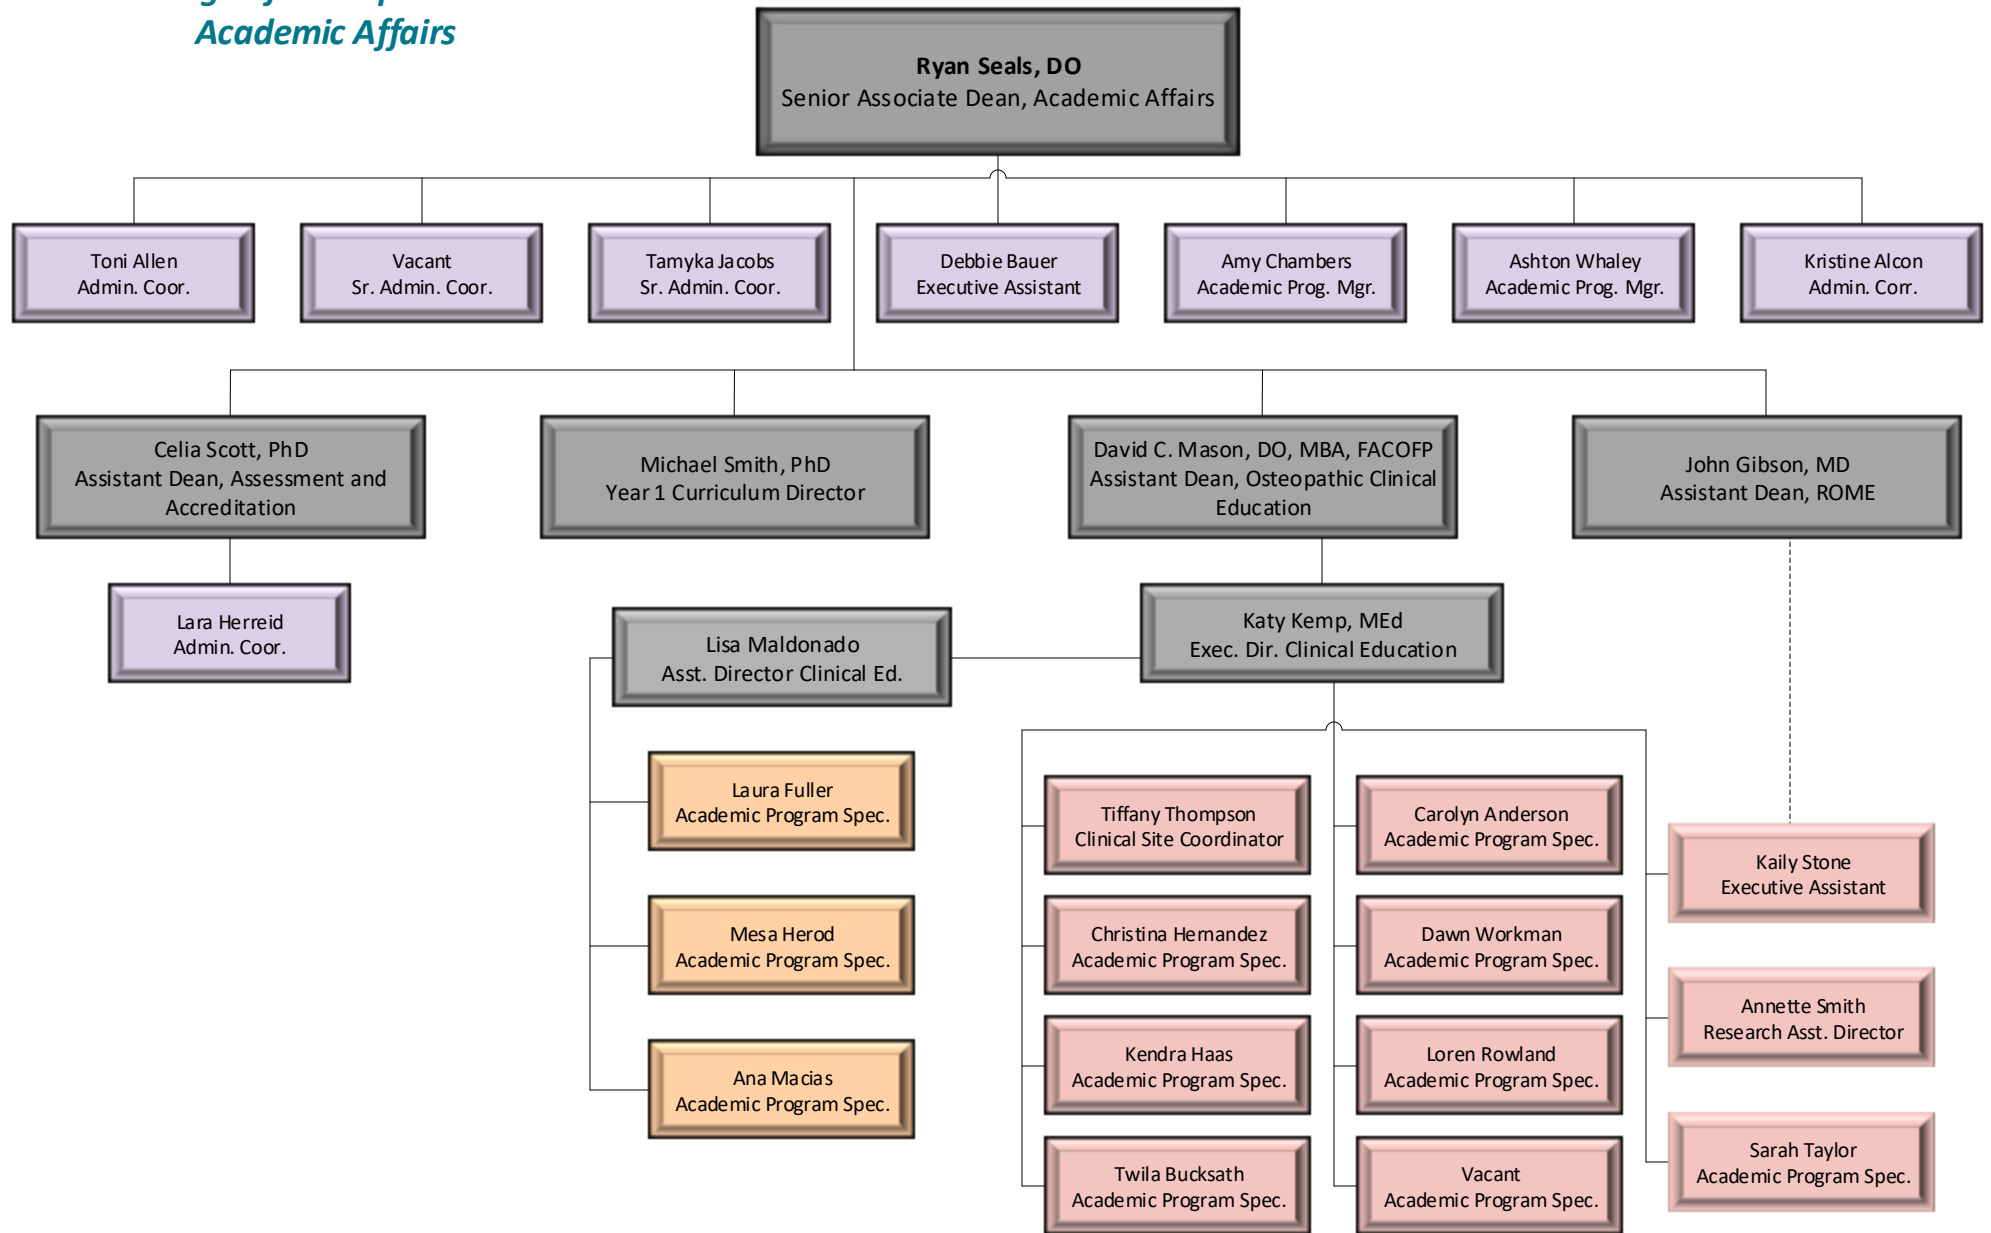 Academic Affairs
Ryan Seals, DO
Senior Associate Dean, Academic Affairs
Toni Allen
Admin. Coor.
Vacant
Sr. Admin. Coor.
Tamyka Jacobs
Sr. Admin. Coor.
Debbie Bauer
Executive Assistant
Amy Chambers
Academic Prog. Mgr.
Ashton Whaley
Academic Prog. Mgr.
Kristine Alcon
Admin. Corr.
Celia Scott, PhD
Assistant Dean, Assessment and
Accreditation
Michael Smith, PhD
Year 1 Curriculum Director
David C. Mason, DO, MBA, FACOFP
Assistant Dean, Osteopathic Clinical
Education
John Gibson, MD
Assistant Dean, ROME
Lara Herreid
Admin. Coor.
Lisa Maldonado
Asst. Director Clinical Ed.
Katy Kemp, MEd
Exec. Dir. Clinical Education
Laura Fuller
Academic Program Spec.
Mesa Herod
Academic Program Spec.
Ana Macias
Academic Program Spec.
Tiffany Thompson
Clinical Site Coordinator
Christina Hernandez
Academic Program Spec.
Kendra Haas
Academic Program Spec.
Twila Bucksath
Academic Program Spec.
Carolyn Anderson
Academic Program Spec.
Dawn Workman
Academic Program Spec.
Loren Rowland
Academic Program Spec.
Vacant
Academic Program Spec.
Kaily Stone
Executive Assistant
Annette Smith
Research Asst. Director
Sarah Taylor
Academic Program Spec.